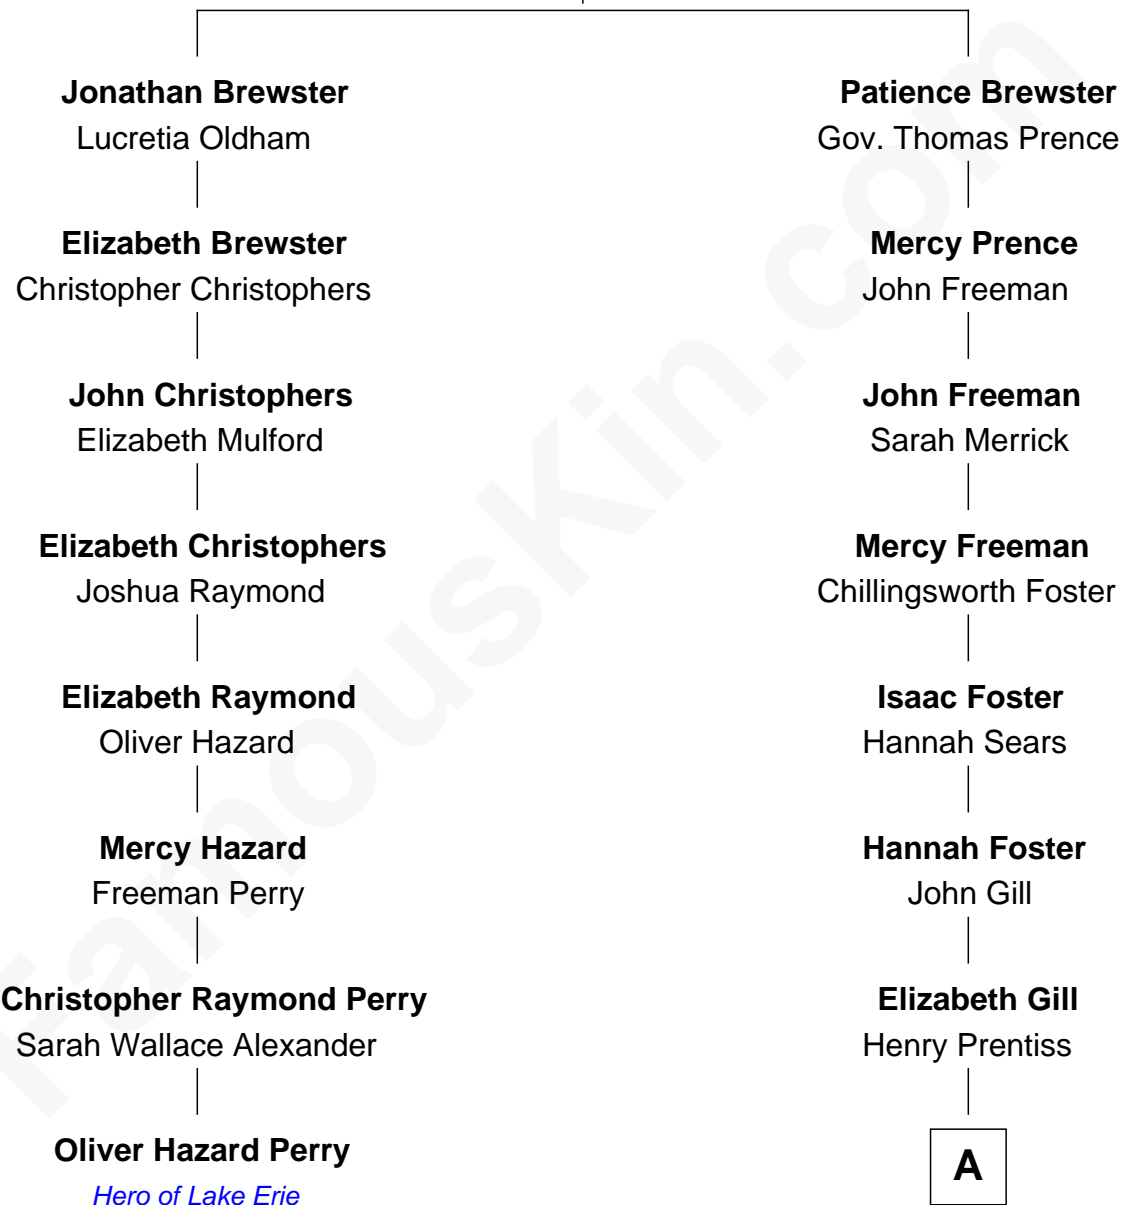 Jonathan Brewster
Lucretia Oldham
Elizabeth Brewster
Christopher Christophers
John Christophers
Elizabeth Mulford
Elizabeth Christophers
Joshua Raymond
Elizabeth Raymond
Oliver Hazard
Mercy Hazard
Freeman Perry
Christopher Raymond Perry
Sarah Wallace Alexander
Oliver Hazard Perry
Hero of Lake Erie
Patience Brewster
Gov. Thomas Prence
Mercy Prence
John Freeman
John Freeman
Sarah Merrick
Mercy Freeman
Chillingsworth Foster
Isaac Foster
Hannah Sears
Hannah Foster
John Gill
Elizabeth Gill
Henry Prentiss
A
FamousKin.com